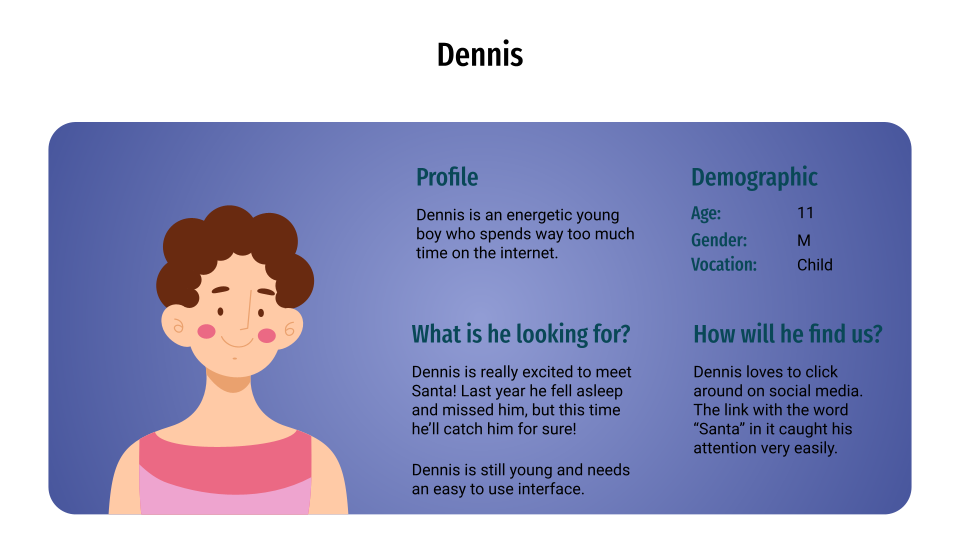 Dennis
Profile
Dennis is an energetic young
boy who spends way too much
time on the internet.
Demographic
Age: 11
Gender: M
Vocation: Child
What is he looking for?
Dennis is really excited to meet
Santa! Last year he fell asleep
and missed him, but this time
he’ll catch him for sure!
Dennis is still young and needs
an easy to use interface.
How will he find us?
Dennis loves to click
around on social media.
The link with the word
“Santa” in it caught his
attention very easily.